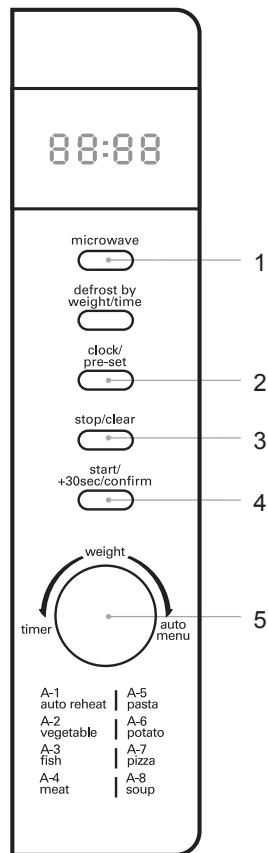 88:88
microwave
1
defrost by
weight/time
clock/
pre-set
2
stop/clear
3
start/
+30sec/confirm
4
weight
timer
auto
menu
5
A-1
auto reheat
A-2
vegetable
A-3
fish
A-4
meat
A-5
pasta
A-6
potato
A-7
pizza
A-8
soup